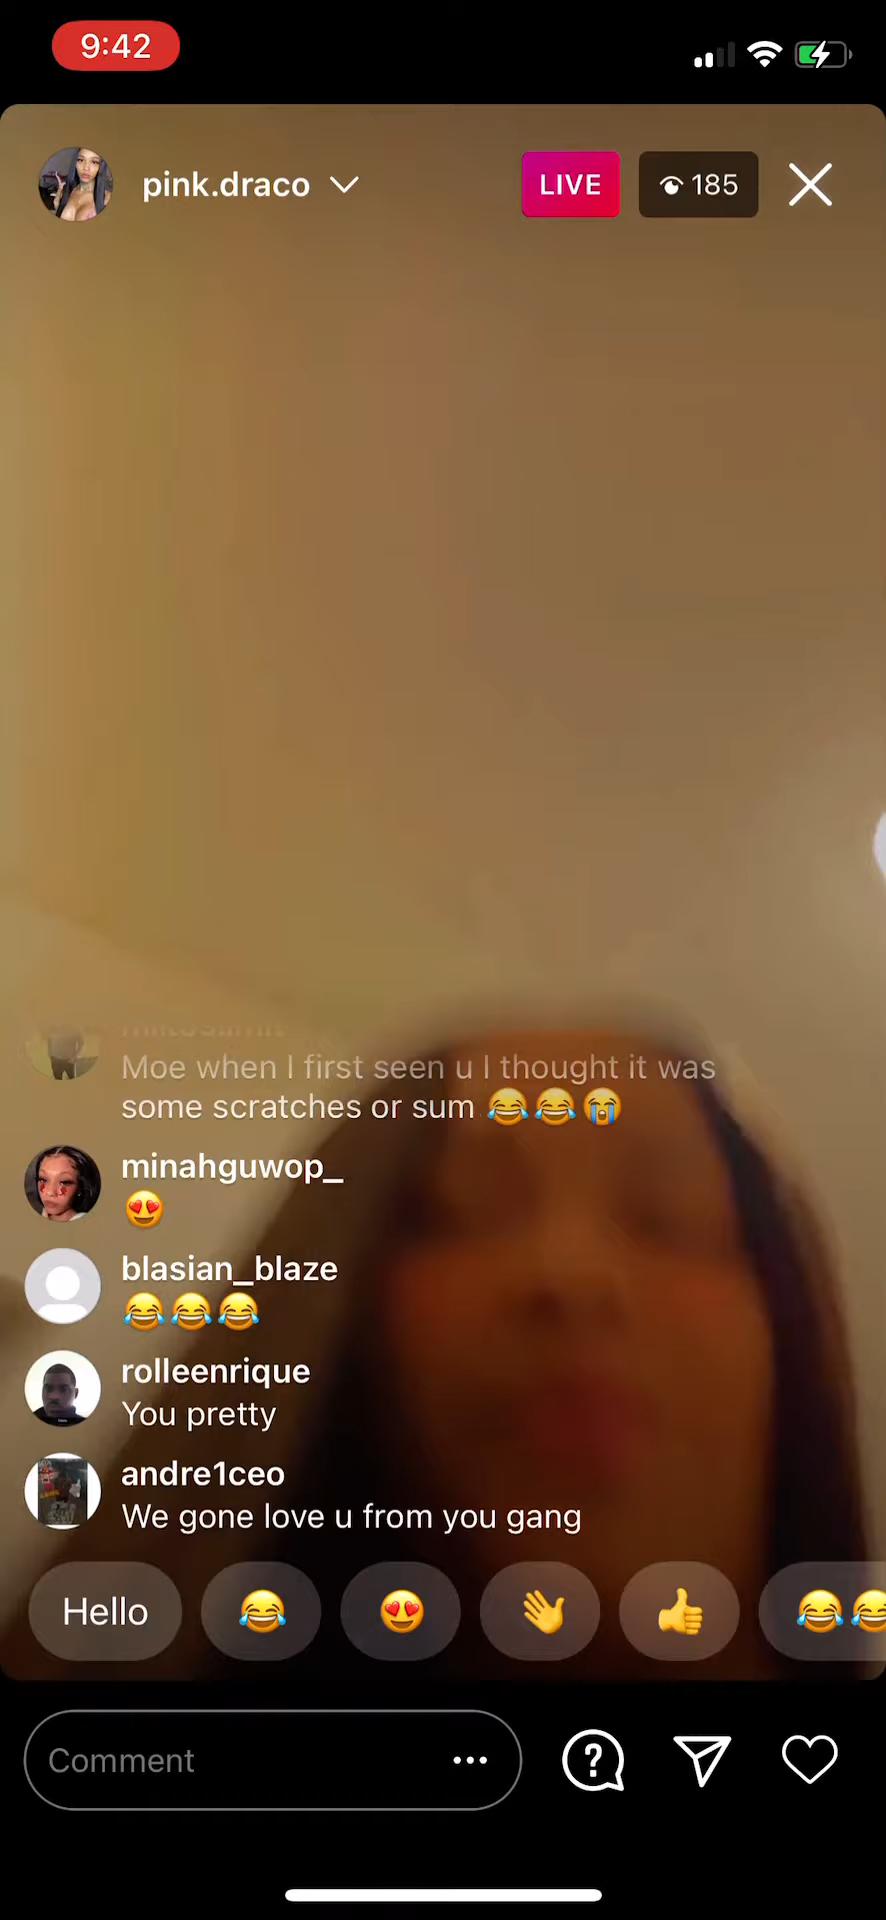 9:42
pink.draco
LIVE
185
Moe when I first seen u I thought it was
some scratches or sum 😂😂😭
minahguwop_
😍
blasian_blaze
😂😂😂
rolleenrique
You pretty
andre1ceo
We gone love u from you gang
Hello 😂 😍 👋 👍 😂😂
Comment